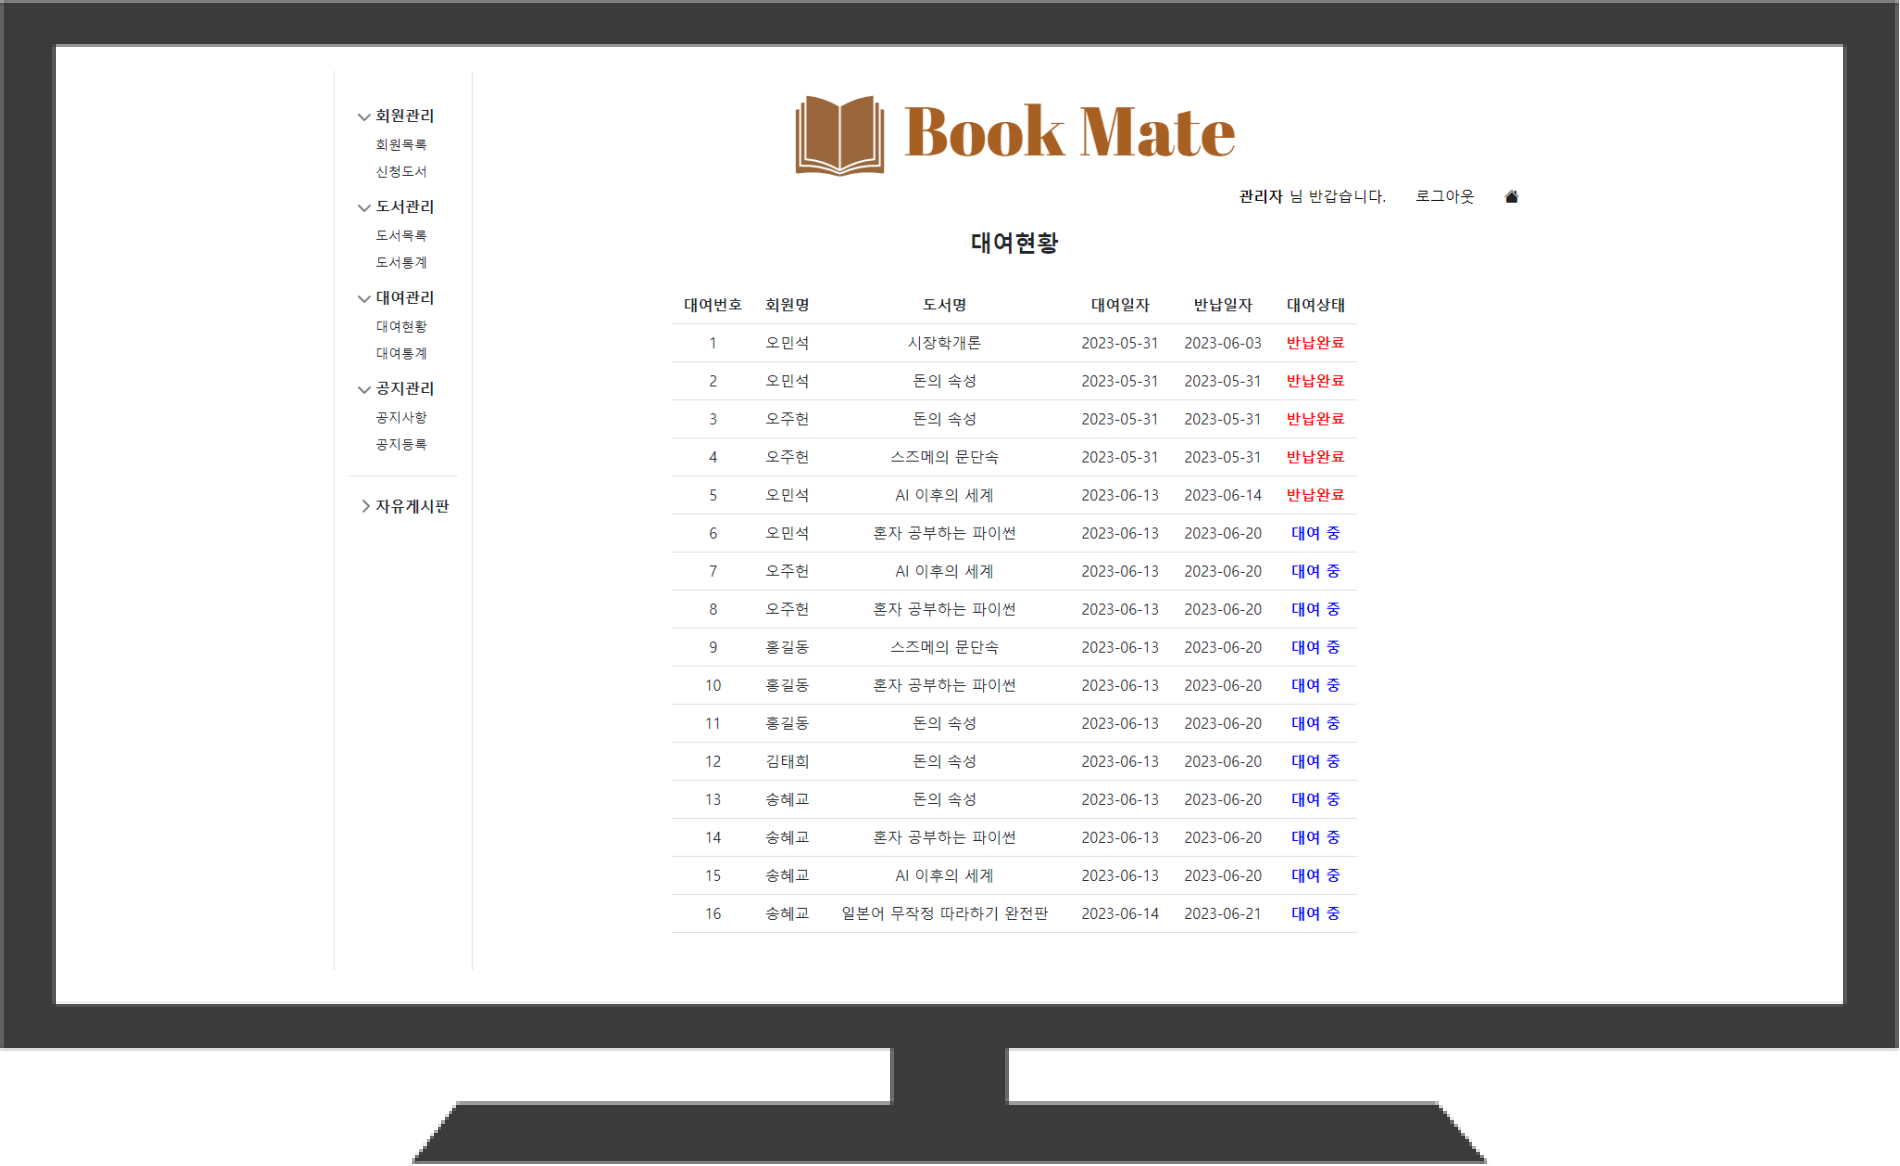 회원관리
회원목록
신청도서
도서관리
도서목록
도서통계
대여관리
대여현황
대여통계
공지관리
공지사항
공지등록
자유게시판
Book Mate
관리자 님 반갑습니다. 로그아웃
대여현황
대여번호 회원명 도서명 대여일자 반납일자 대여상태
1 오민석 시장학개론 2023-05-31 2023-06-03 반납완료
2 오민석 돈의 속성 2023-05-31 2023-05-31 반납완료
3 오주헌 돈의 속성 2023-05-31 2023-05-31 반납완료
4 오주헌 스즈메의 문단속 2023-05-31 2023-05-31 반납완료
5 오민석 AI 이후의 세계 2023-06-13 2023-06-14 반납완료
6 오민석 혼자 공부하는 파이썬 2023-06-13 2023-06-20 대여 중
7 오주헌 AI 이후의 세계 2023-06-13 2023-06-20 대여 중
8 오주헌 혼자 공부하는 파이썬 2023-06-13 2023-06-20 대여 중
9 홍길동 스즈메의 문단속 2023-06-13 2023-06-20 대여 중
10 홍길동 혼자 공부하는 파이썬 2023-06-13 2023-06-20 대여 중
11 홍길동 돈의 속성 2023-06-13 2023-06-20 대여 중
12 김태희 돈의 속성 2023-06-13 2023-06-20 대여 중
13 송혜교 돈의 속성 2023-06-13 2023-06-20 대여 중
14 송혜교 혼자 공부하는 파이썬 2023-06-13 2023-06-20 대여 중
15 송혜교 AI 이후의 세계 2023-06-13 2023-06-20 대여 중
16 송혜교 일본어 무작정 따라하기 완전판 2023-06-14 2023-06-21 대여 중